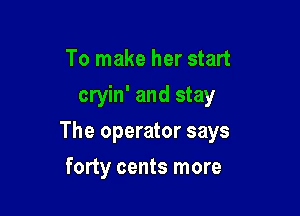 To make her start
cryin' and stay
The operator says
forty cents more